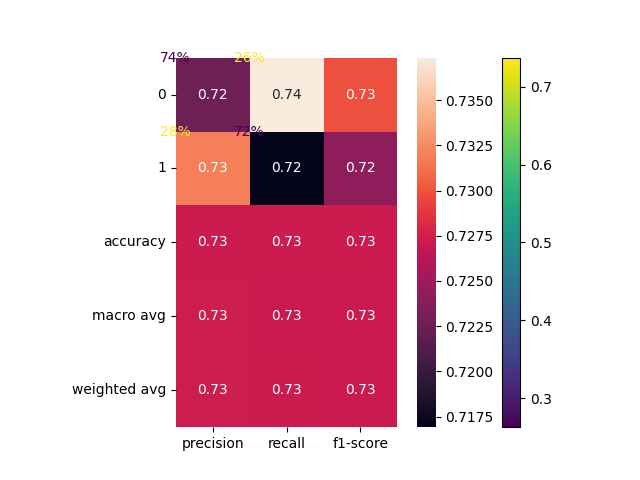 74% 26%
0 0.72 0.74 0.73
28% 72%
1 0.73 0.72 0.72
accuracy 0.73 0.73 0.73
macro avg 0.73 0.73 0.73
weighted avg 0.73 0.73 0.73
precision recall f1-score
0.7350
0.7325
0.7300
0.7275
0.7250
0.7225
0.7200
0.7175
0.7
0.6
0.5
0.4
0.3